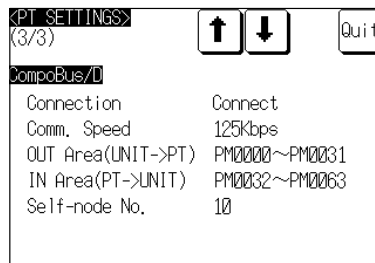 <PT SETTINGS>
(3/3)
↑ ↓ Quit
CompoBus/D
Connection Connect
Comm. Speed 125Kbps
OUT Area(UNIT->PT) PM0000~PM0031
IN Area(PT->UNIT) PM0032~PM0063
Self-node No. 10